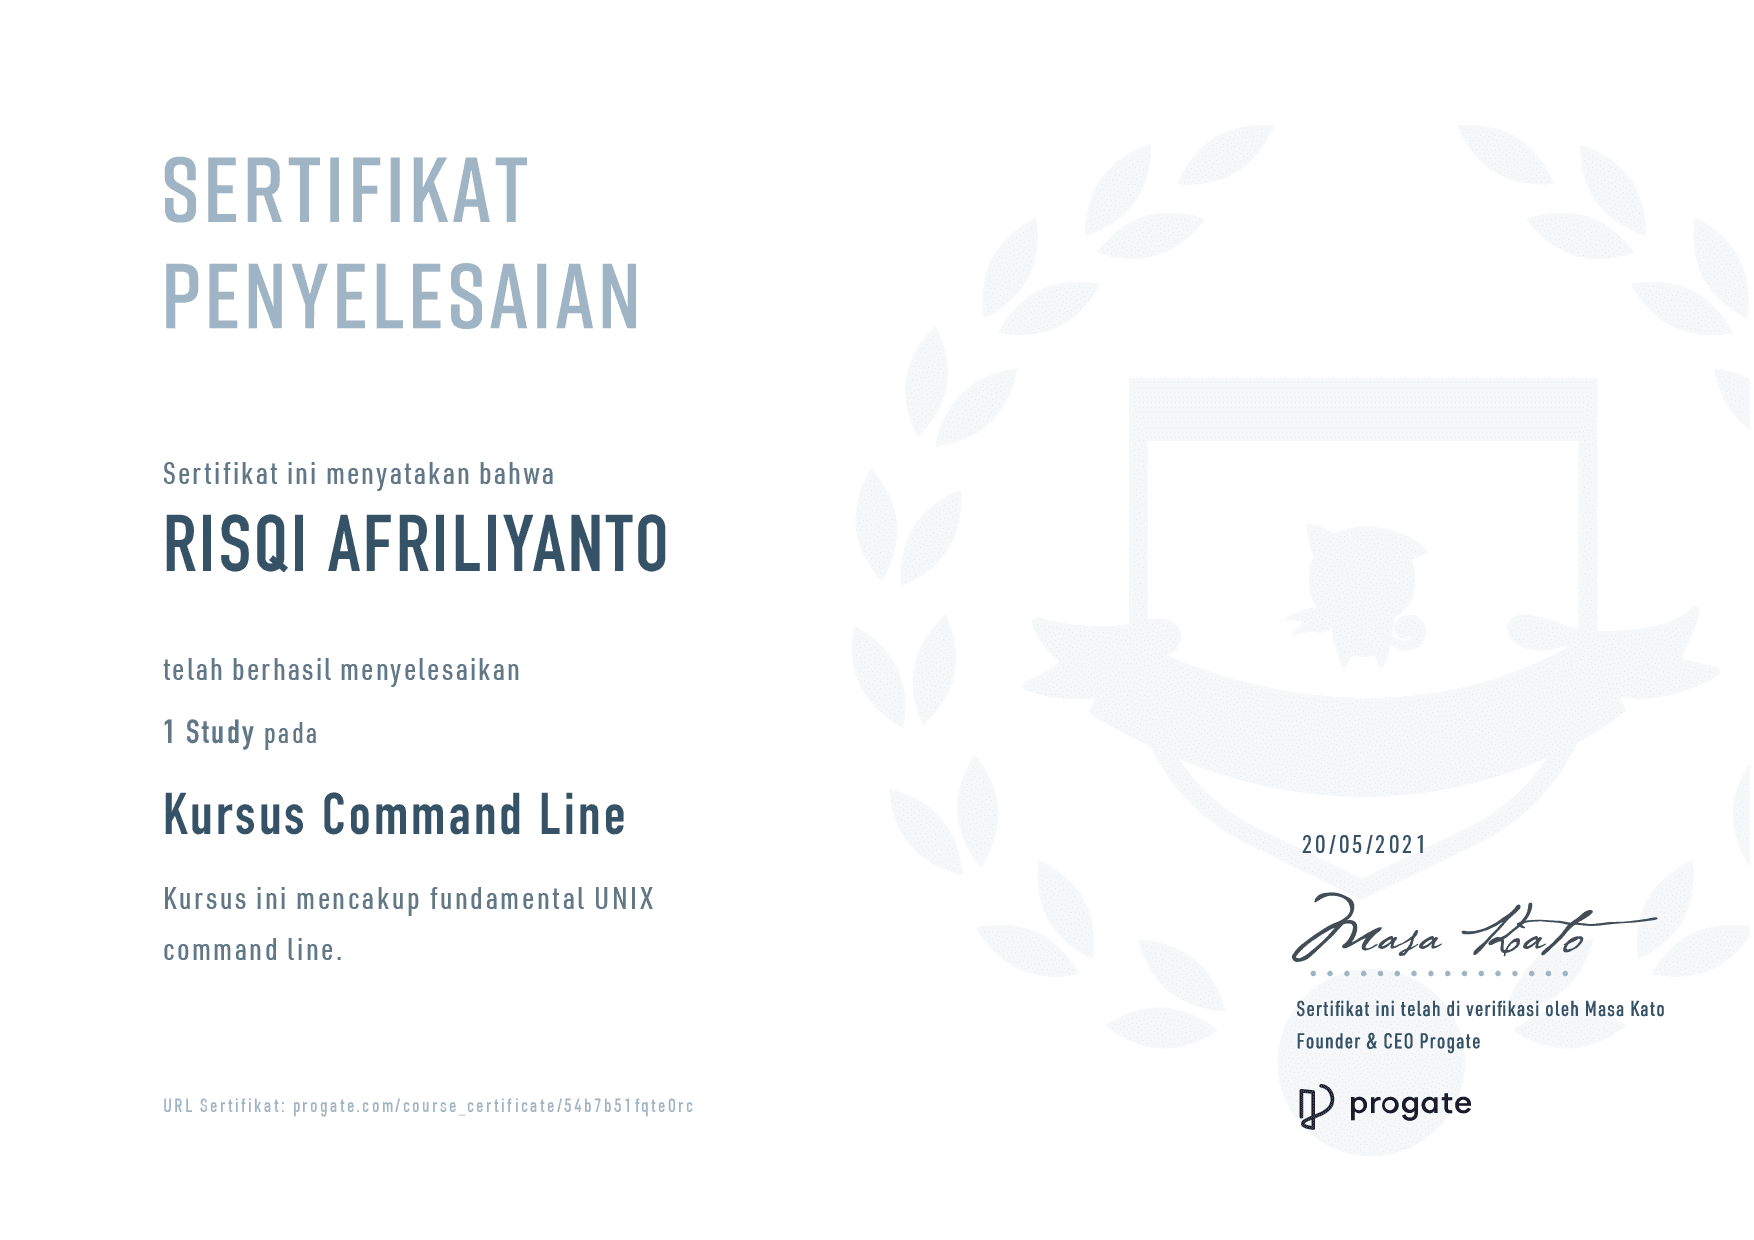 SERTIFIKAT
PENYELESAIAN
Sertifikat ini menyatakan bahwa
RISQI AFRILIYANTO
telah berhasil menyelesaikan
1 Study pada
Kursus Command Line
Kursus ini mencakup fundamental UNIX
command line.
20/05/2021
Masa Kato
Sertifikat ini telah di verifikasi oleh Masa Kato
Founder & CEO Progate
progate
URL Sertifikat: progate.com/course_certificate/54b7b51fqte0rc